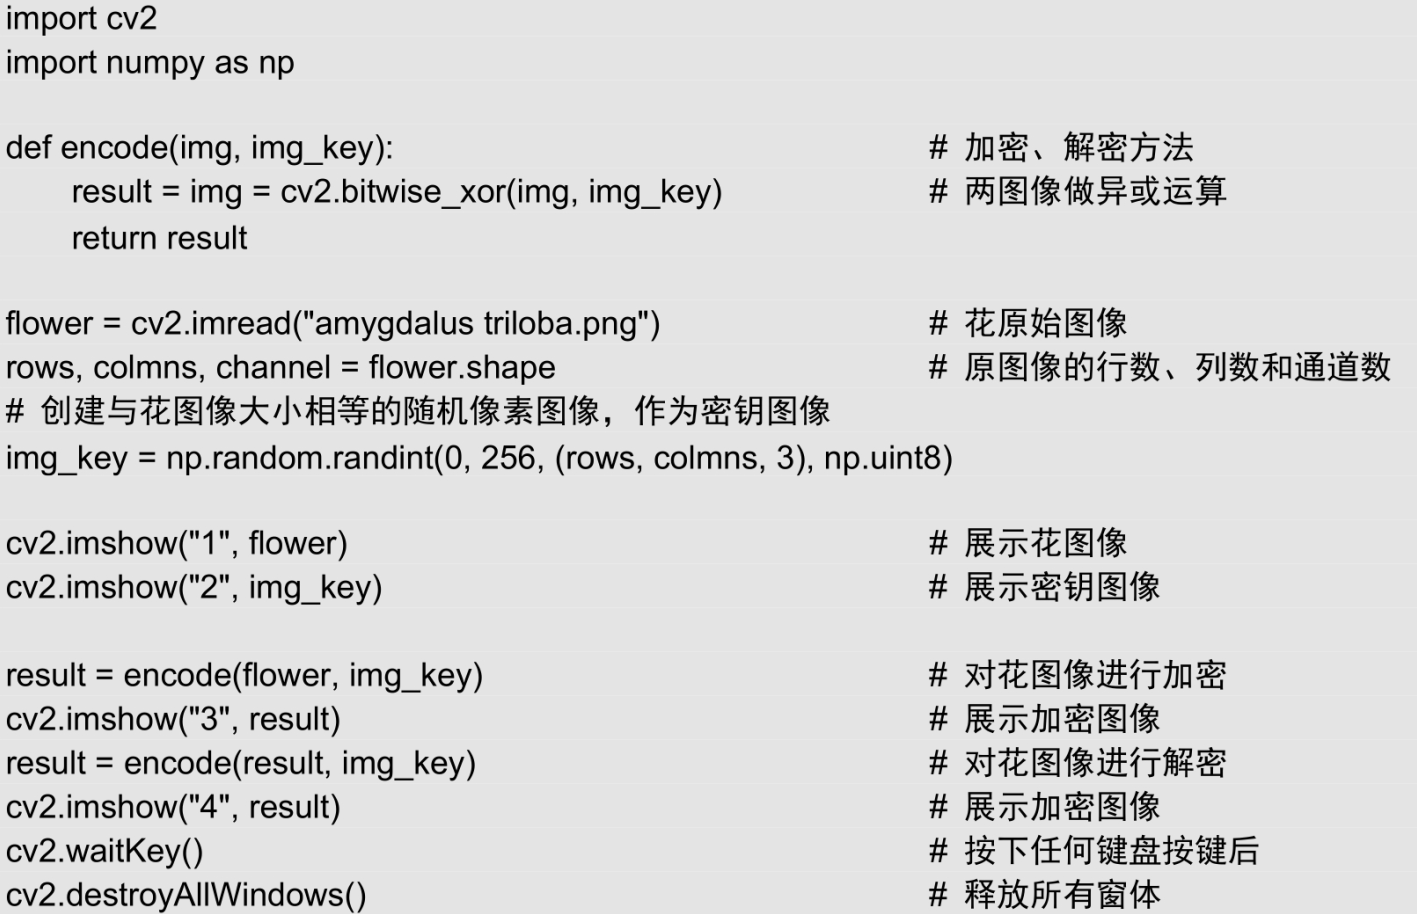 import cv2
import numpy as np
def encode(img, img_key): # 加密、解密方法
result = img = cv2.bitwise_xor(img, img_key) # 两图像做异或运算
return result
flower = cv2.imread("amygdalus triloba.png") # 花原始图像
rows, colmns, channel = flower.shape # 原图像的行数、列数和通道数
# 创建与花图像大小相等的随机像素图像，作为密钥图像
img_key = np.random.randint(0, 256, (rows, colmns, 3), np.uint8)
cv2.imshow("1", flower) # 展示花图像
cv2.imshow("2", img_key) # 展示密钥图像
result = encode(flower, img_key) # 对花图像进行加密
cv2.imshow("3", result) # 展示加密图像
result = encode(result, img_key) # 对花图像进行解密
cv2.imshow("4", result) # 展示加密图像
cv2.waitKey() # 按下任何键盘按键后
cv2.destroyAllWindows() # 释放所有窗体